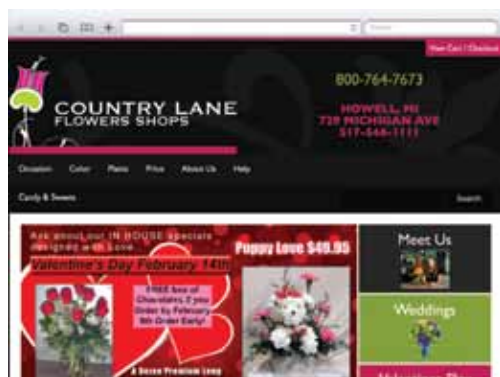 View Cart / Checkout
800-764-7673
COUNTRY LANE
FLOWERS SHOPS
HOWELL, MI
729 MICHIGAN AVE
517-546-1111
Occasion Color Plants Price About Us Help
Candy & Sweets
Search
Ask about our IN HOUSE specials
designed with Love
Valentine's Day February 14th
Puppy Love $49.95
FREE box of
Chocolates if you
Order by February
Order Early!
A Dozen Premium Long
Meet Us
Weddings